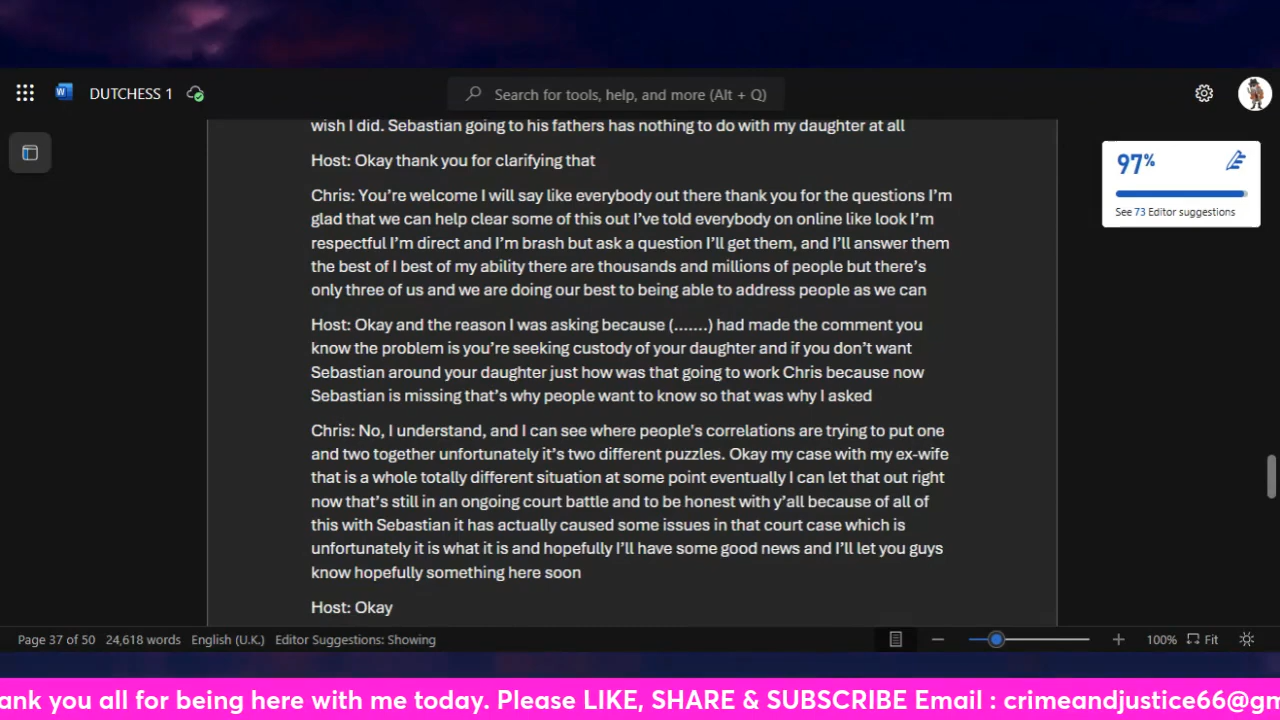 DUTCHESS 1
Search for tools, help, and more (Alt + Q)
wish I did. Sebastian going to his fathers has nothing to do with my daughter at all
Host: Okay thank you for clarifying that
Chris: You're welcome I will say like everybody out there thank you for the questions I'm
glad that we can help clear some of this out I've told everybody on online like look I'm
respectful I'm direct and I'm brash but ask a question I'll get them, and I'll answer them
the best of I best of my ability there are thousands and millions of people but there's
only three of us and we are doing our best to being able to address people as we can
Host: Okay and the reason I was asking because (.......) had made the comment you
know the problem is you're seeking custody of your daughter and if you don't want
Sebastian around your daughter just how was that going to work Chris because now
Sebastian is missing that's why people want to know so that was why I asked
Chris: No, I understand, and I can see where people's correlations are trying to put one
and two together unfortunately it's two different puzzles. Okay my case with my ex-wife
that is a whole totally different situation at some point eventually I can let that out right
now that's still in an ongoing court battle and to be honest with y'all because of all of
this with Sebastian it has actually caused some issues in that court case which is
unfortunately it is what it is and hopefully I'll have some good news and I'll let you guys
know hopefully something here soon
Host: Okay
97%
See 73 Editor suggestions
Page 37 of 50 24,618 words English (U.K.) Editor Suggestions: Showing 100% Fit
ank you all for being here with me today. Please LIKE, SHARE & SUBSCRIBE Email : crimeandjustice66@gm